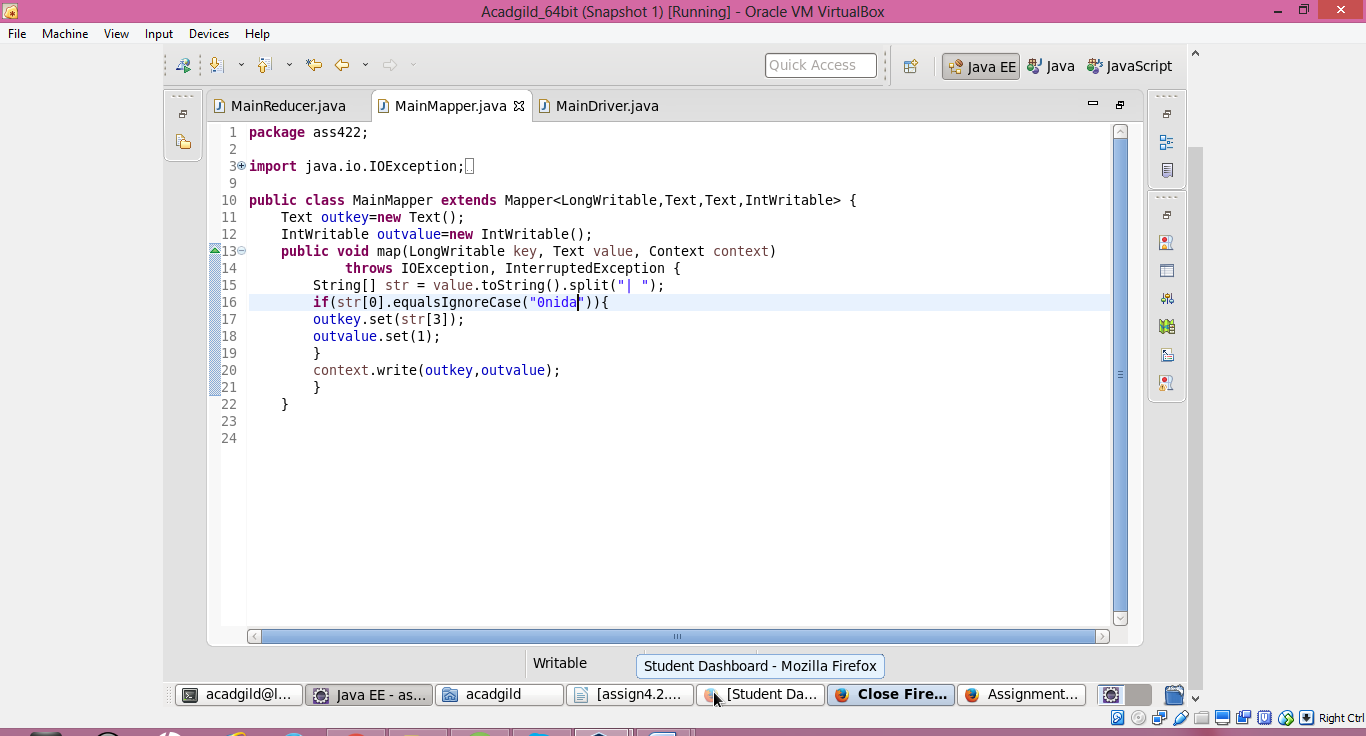 Acadgild_64bit (Snapshot 1) [Running] - Oracle VM VirtualBox
File Machine View Input Devices Help
Quick Access Java EE Java JavaScript
MainReducer.java MainMapper.java MainDriver.java
1 package ass422;
2
3 import java.io.IOException;
9
10 public class MainMapper extends Mapper<LongWritable,Text,Text,IntWritable> {
11 Text outkey=new Text();
12 IntWritable outvalue=new IntWritable();
13 public void map(LongWritable key, Text value, Context context)
14 throws IOException, InterruptedException {
15 String[] str = value.toString().split("| ");
16 if(str[0].equalsIgnoreCase("0nida")){
17 outkey.set(str[3]);
18 outvalue.set(1);
19 }
20 context.write(outkey,outvalue);
21 }
22 }
23
24
Writable
Student Dashboard - Mozilla Firefox
acadgild@l... Java EE - as... acadgild [assign4.2.... [Student Da... Close Fire... Assignment...
Right Ctrl